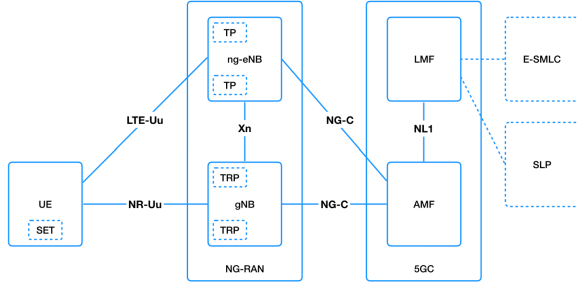 TP
ng-eNB
TP
LMF
E-SMLC
LTE-Uu
Xn
NG-C
NL1
SLP
TRP
UE
NR-Uu
gNB
NG-C
AMF
SET
TRP
NG-RAN
5GC